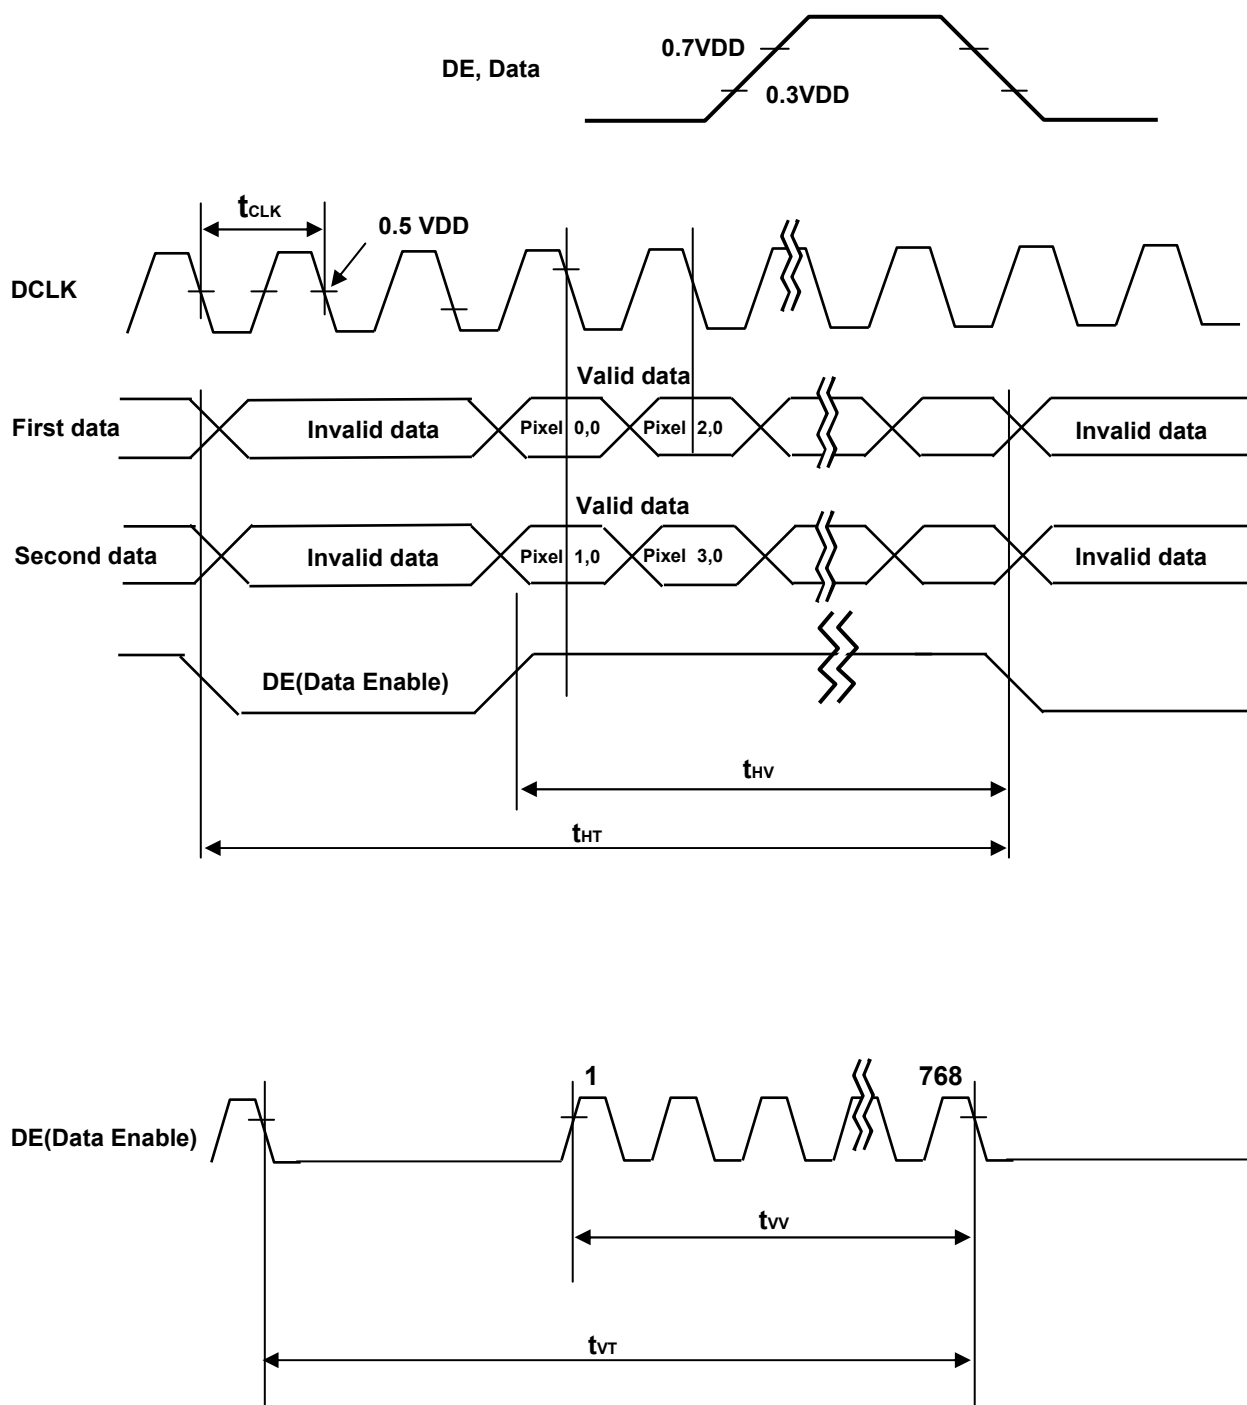 0.7VDD
DE, Data
0.3VDD
tCLK
0.5 VDD
DCLK
Valid data
First data
Invalid data
Pixel 0,0
Pixel 2,0
Invalid data
Valid data
Second data
Invalid data
Pixel 1,0
Pixel 3,0
Invalid data
DE(Data Enable)
tHV
tHT
1
768
DE(Data Enable)
tVV
tVT